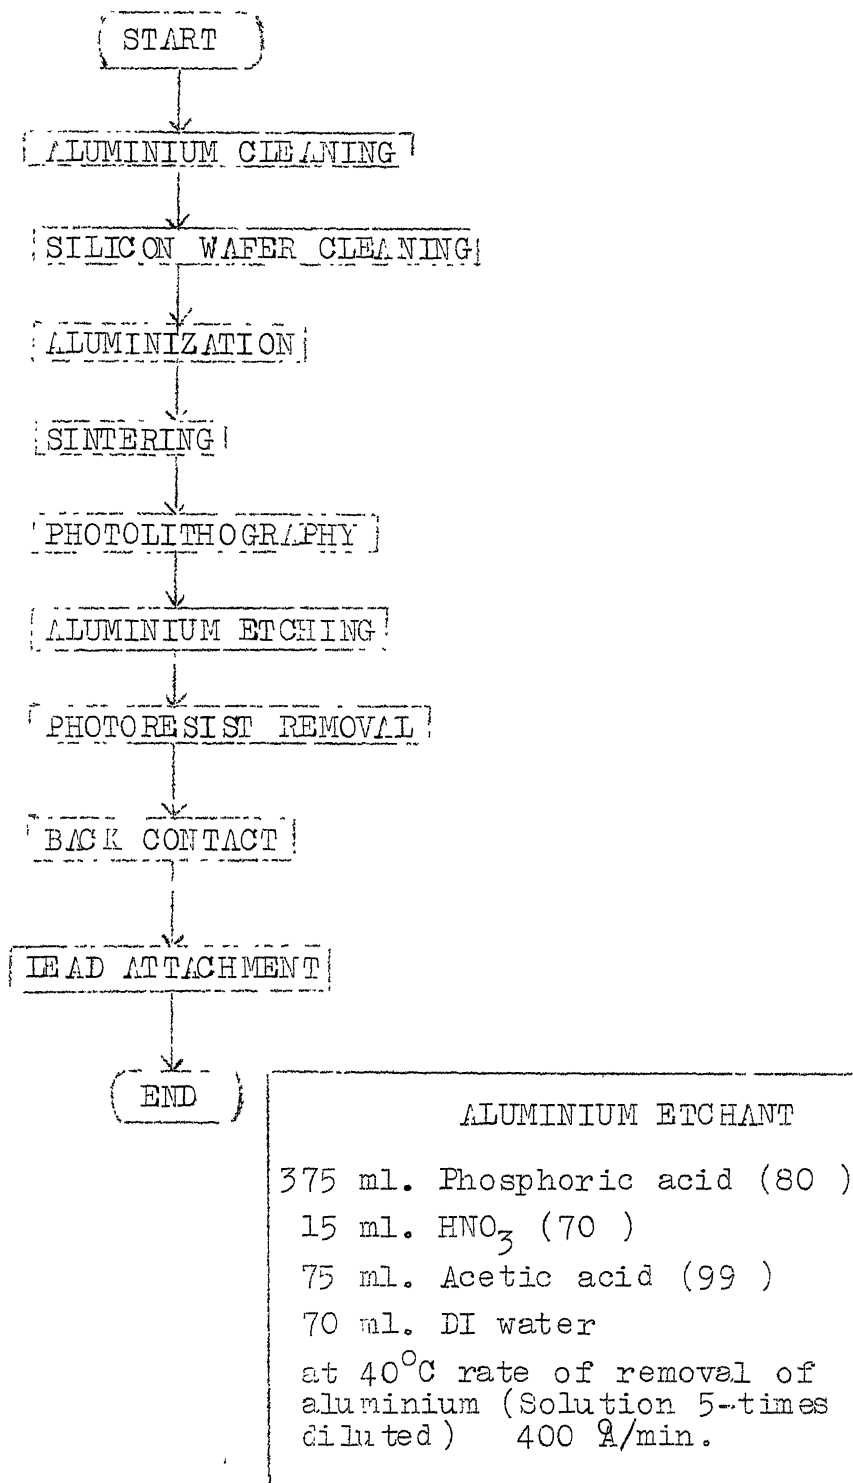 START
ALUMINIUM CLEANING
SILICON WAFER CLEANING
ALUMINIZATION
SINTERING
PHOTOLITHOGRAPHY
ALUMINIUM ETCHING
PHOTORESIST REMOVAL
BACK CONTACT
LEAD ATTACHMENT
END
ALUMINIUM ETCHANT
375 ml. Phosphoric acid (80 )
15 ml. HNO₃ (70 )
75 ml. Acetic acid (99 )
70 ml. DI water
at 40°C rate of removal of
aluminium (Solution 5-times
diluted) 400 Å/min.